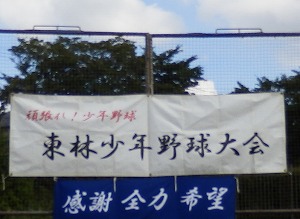 頑張れ！少年野球
東林少年野球大会
感謝 全力 希望